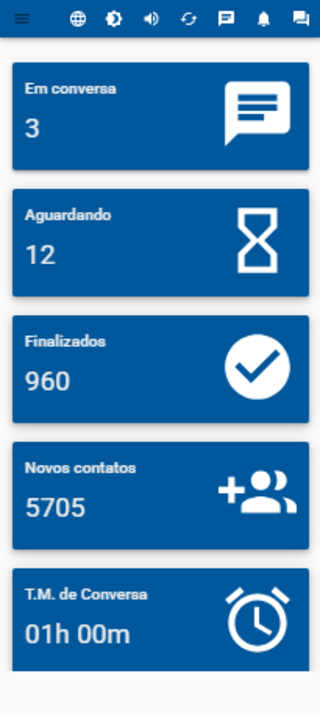 Em conversa
3
Aguardando
12
Finalizados
960
Novos contatos
5705
T.M. de Conversa
01h 00m